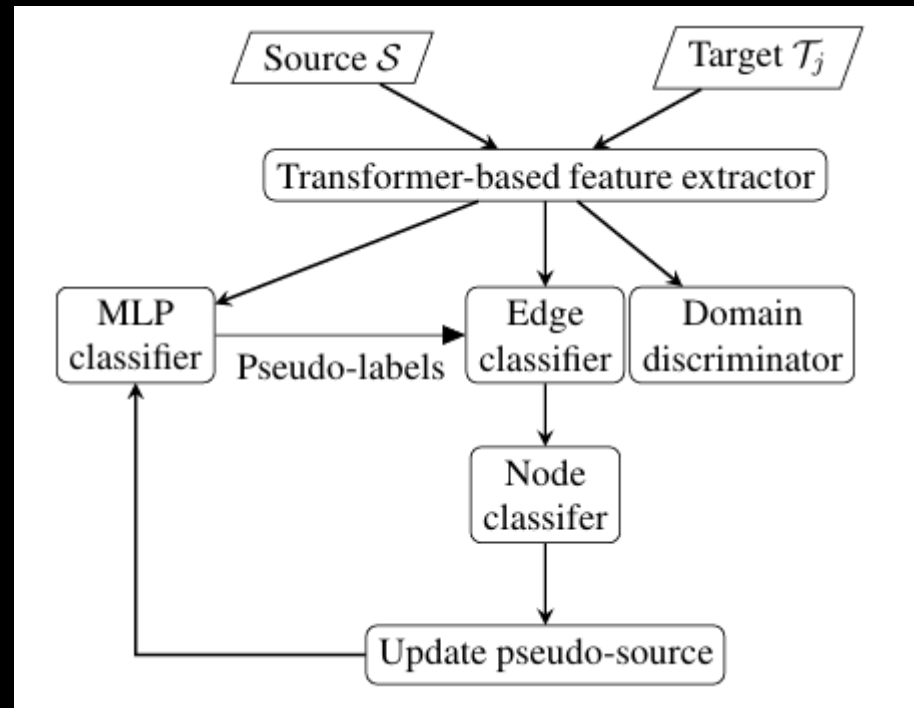 Source 𝒮
Target 𝒯ⱼ
Transformer-based feature extractor
MLP
classifier
Pseudo-labels
Edge
classifier
Domain
discriminator
Node
classifer
Update pseudo-source